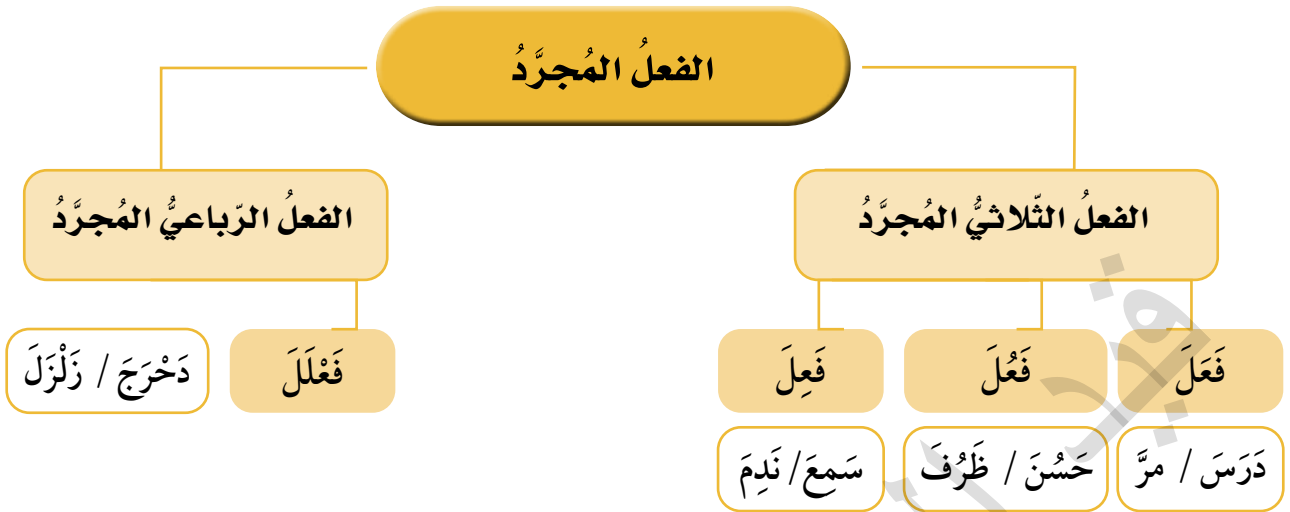 الفعلُ المُجرَّدُ
الفعلُ الثّلاثيُّ المُجرَّدُ
الفعلُ الرّباعيُّ المُجرَّدُ
فَعَلَ
فَعُلَ
فَعِلَ
فَعْلَلَ
دَحْرَجَ / زَلْزَلَ
دَرَسَ / مرَّ
حَسُنَ / ظَرُفَ
سَمِعَ/ نَدِمَ